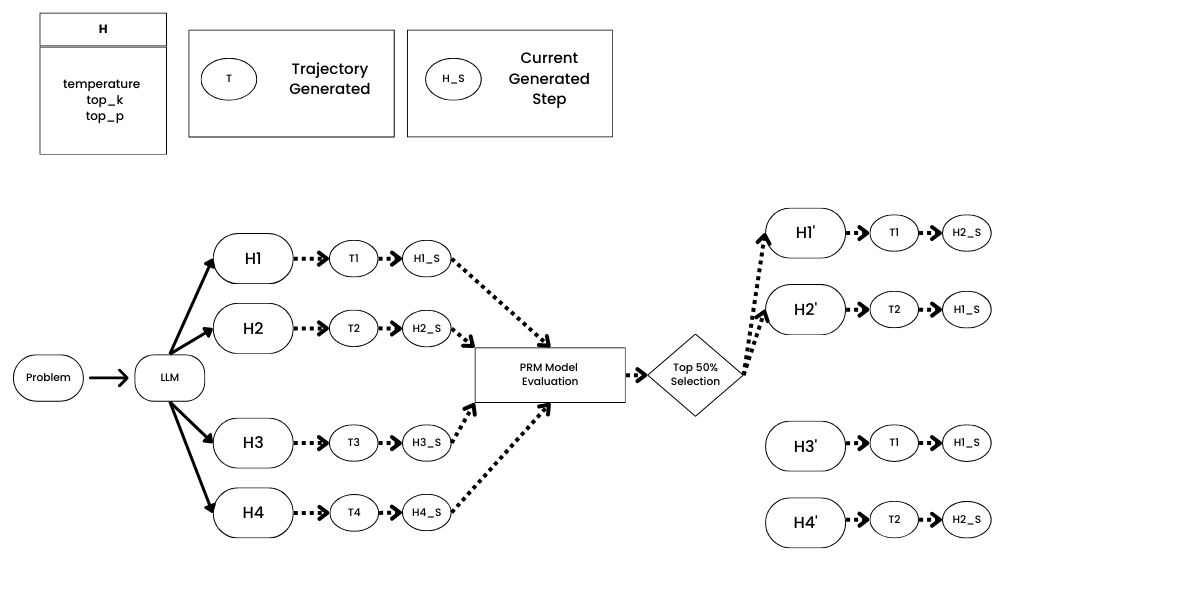 H
temperature
top_k
top_p
T
Trajectory
Generated
H_S
Current
Generated
Step
Problem
LLM
H1
T1
H1_S
H2
T2
H2_S
H3
T3
H3_S
H4
T4
H4_S
PRM Model
Evaluation
Top 50%
Selection
H1'
T1
H2_S
H2'
T2
H1_S
H3'
T1
H1_S
H4'
T2
H2_S